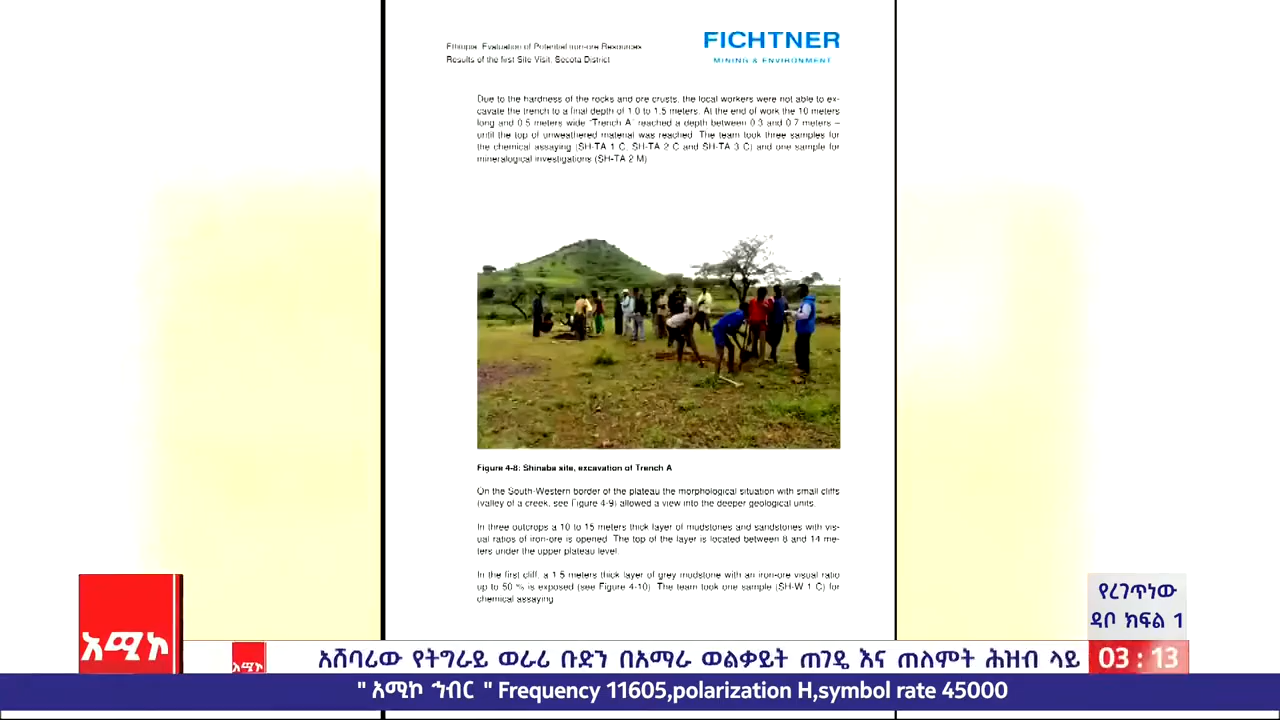 Ethiopia: Evaluation of Potential Iron-ore Resources
Results of the first Site Visit, Secota District
FICHTNER
MINING & ENVIRONMENT
Due to the hardness of the rocks and ore crusts, the local workers were not able to ex-
cavate the trench to a final depth of 1.0 to 1.5 meters. At the end of work the 10 meters
long and 0.5 meters wide "Trench A" reached a depth between 0.3 and 0.7 meters –
until the top of unweathered material was reached. The team took three samples for
the chemical assaying (SH-TA 1 C, SH-TA 2 C and SH-TA 3 C) and one sample for
mineralogical investigations (SH-TA 2 M)
Figure 4-8: Shinaba site, excavation of Trench A
On the South-Western border of the plateau the morphological situation with small cliffs
(valley of a creek, see Figure 4-9) allowed a view into the deeper geological units.
In three outcrops a 10 to 15 meters thick layer of mudstones and sandstones with vis-
ual ratios of iron-ore is opened. The top of the layer is located between 8 and 14 me-
ters under the upper plateau level.
In the first cliff, a 1.5 meters thick layer of grey mudstone with an iron-ore visual ratio
up to 50 % is exposed (see Figure 4-10). The team took one sample (SH-W 1 C) for
chemical assaying
አሚኮ
የረገጥነው
ዳቦ ክፍል 1
አሚኮ
አሸባሪው የትግራይ ወራሪ ቡድን በአማራ ወልቃይት ጠገዴ እና ጠለምት ሕዝብ ላይ
03 : 13
" አሚኮ ኅብር " Frequency 11605,polarization H,symbol rate 45000